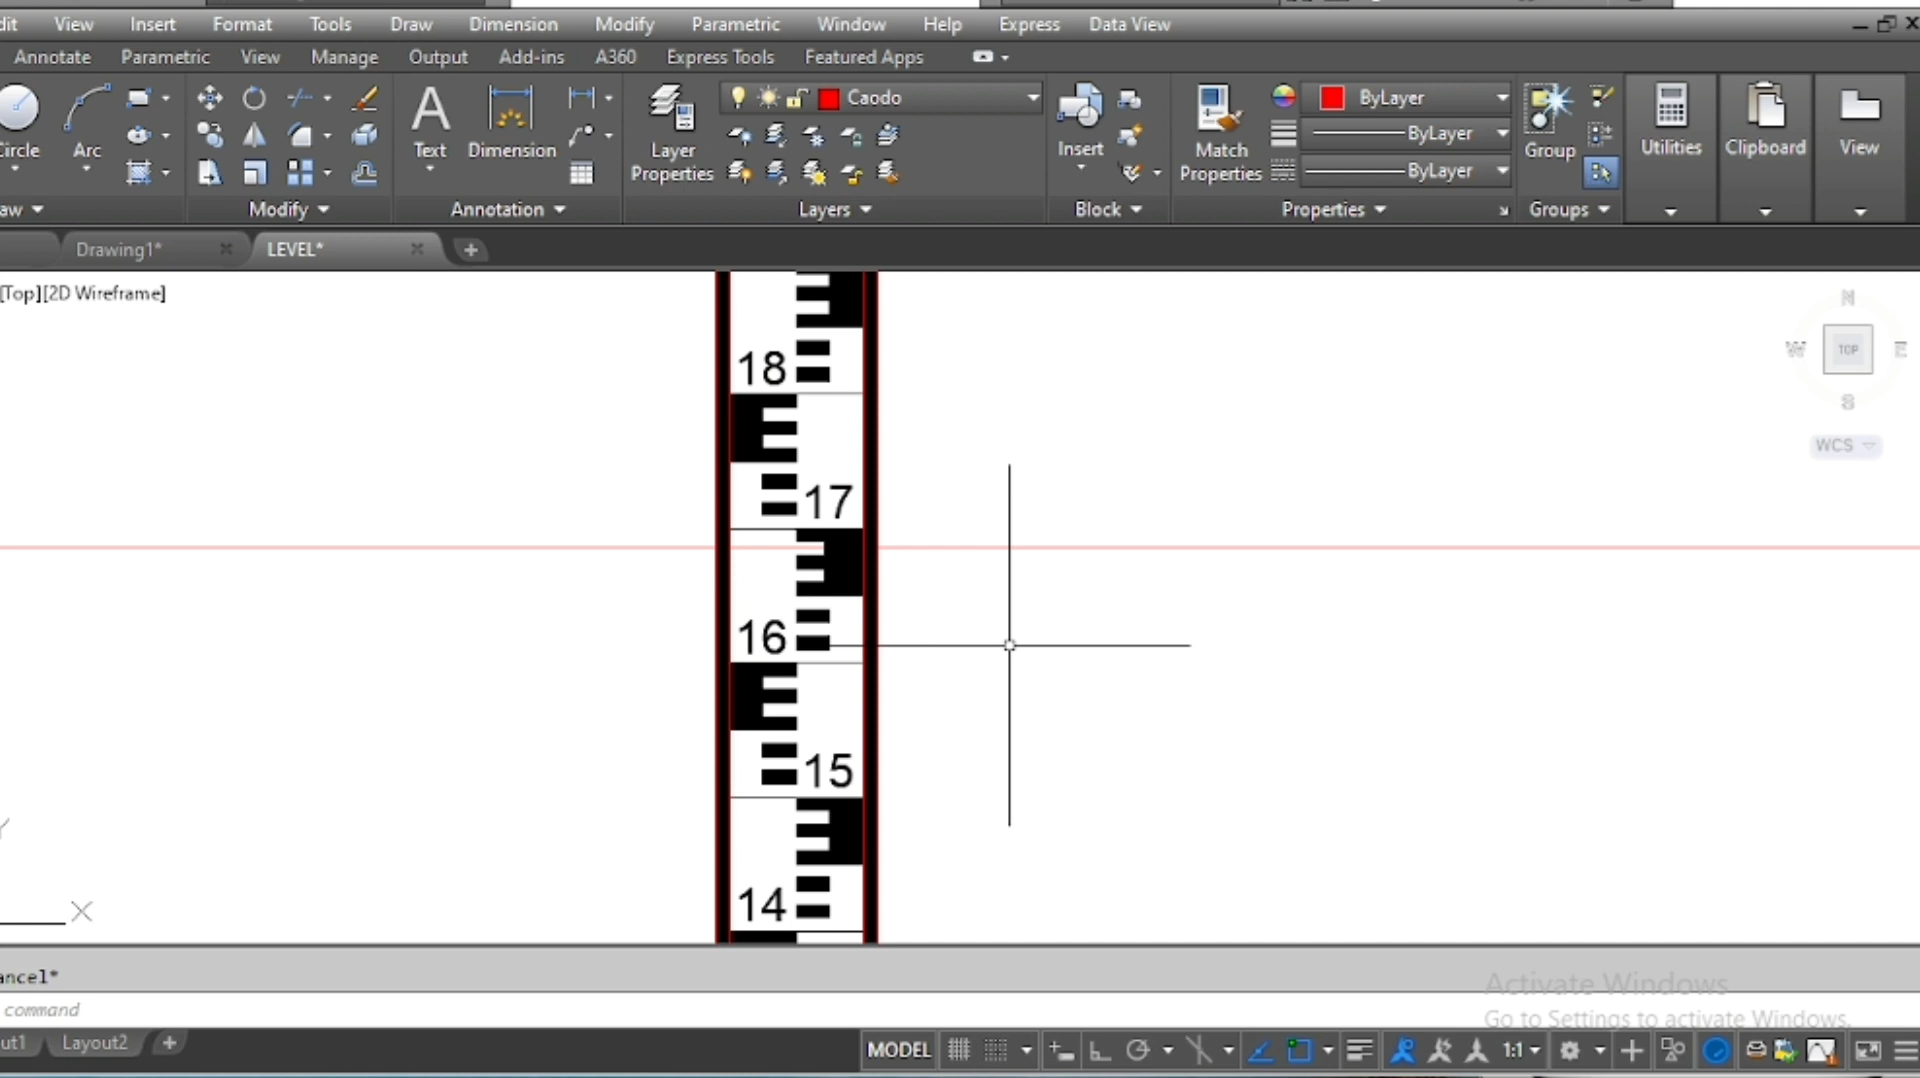 dit View Insert Format Tools Draw Dimension Modify Parametric Window Help Express Data View
Annotate Parametric View Manage Output Add-ins A360 Express Tools Featured Apps
Caodo ByLayer
ByLayer
Circle Arc Text Dimension Layer Properties Insert Match Properties ByLayer Group Utilities Clipboard View
aw Modify Annotation Layers Block Properties Groups
Drawing1* LEVEL*
[Top][2D Wireframe]
N
W TOP E
S
WCS
18
17
16
15
14
X
ancel*
command
Activate Windows
Go to Settings to activate Windows.
ut1 Layout2 MODEL 1:1